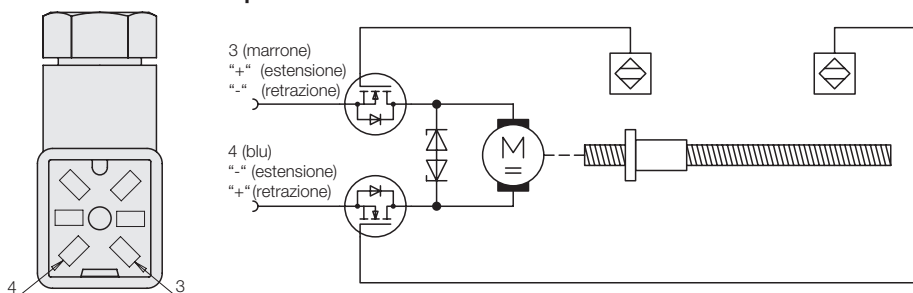 3 (marrone)
“+“ (estensione)
“-“ (retrazione)
4 (blu)
“-“ (estensione)
“+“(retrazione)
M
4
3